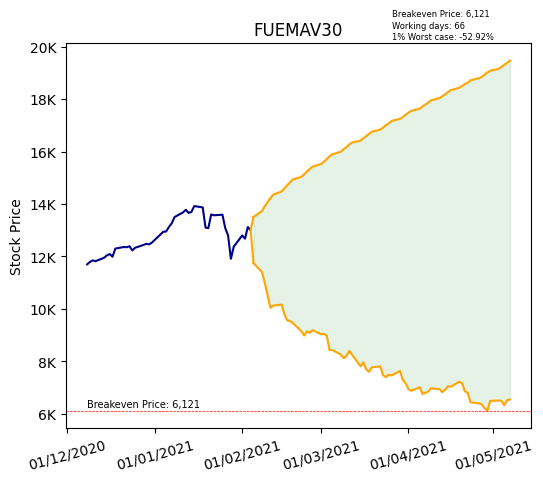 Breakeven Price: 6,121
Working days: 66
1% Worst case: -52.92%
FUEMAV30
Stock Price
20K
18K
16K
14K
12K
10K
8K
6K
Breakeven Price: 6,121
01/12/2020
01/01/2021
01/02/2021
01/03/2021
01/04/2021
01/05/2021